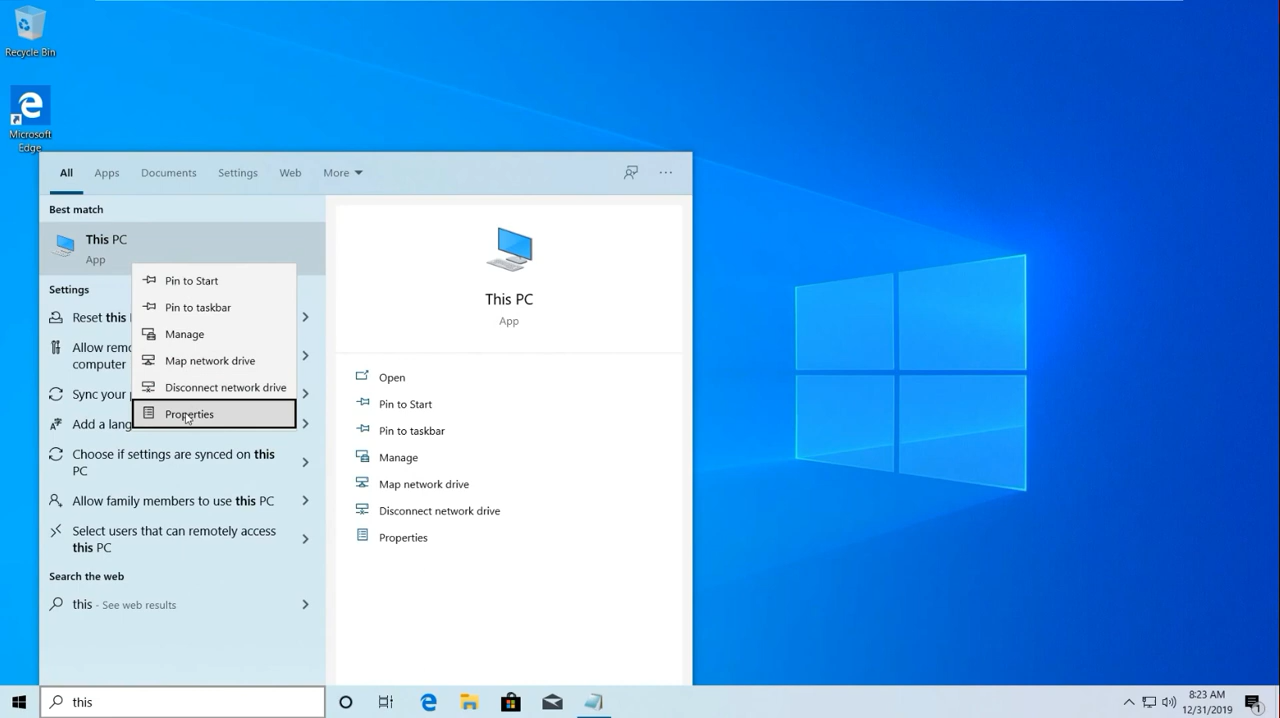 Recycle Bin
Microsoft
Edge
All
Apps
Documents
Settings
Web
More
Best match
This PC
App
Settings
Reset this
Allow remo
computer
Sync your
Add a lang
Choose if settings are synced on this
PC
Allow family members to use this PC
Select users that can remotely access
this PC
Search the web
this - See web results
Pin to Start
Pin to taskbar
Manage
Map network drive
Disconnect network drive
Properties
This PC
App
Open
Pin to Start
Pin to taskbar
Manage
Map network drive
Disconnect network drive
Properties
this
8:23 AM
12/31/2019
1